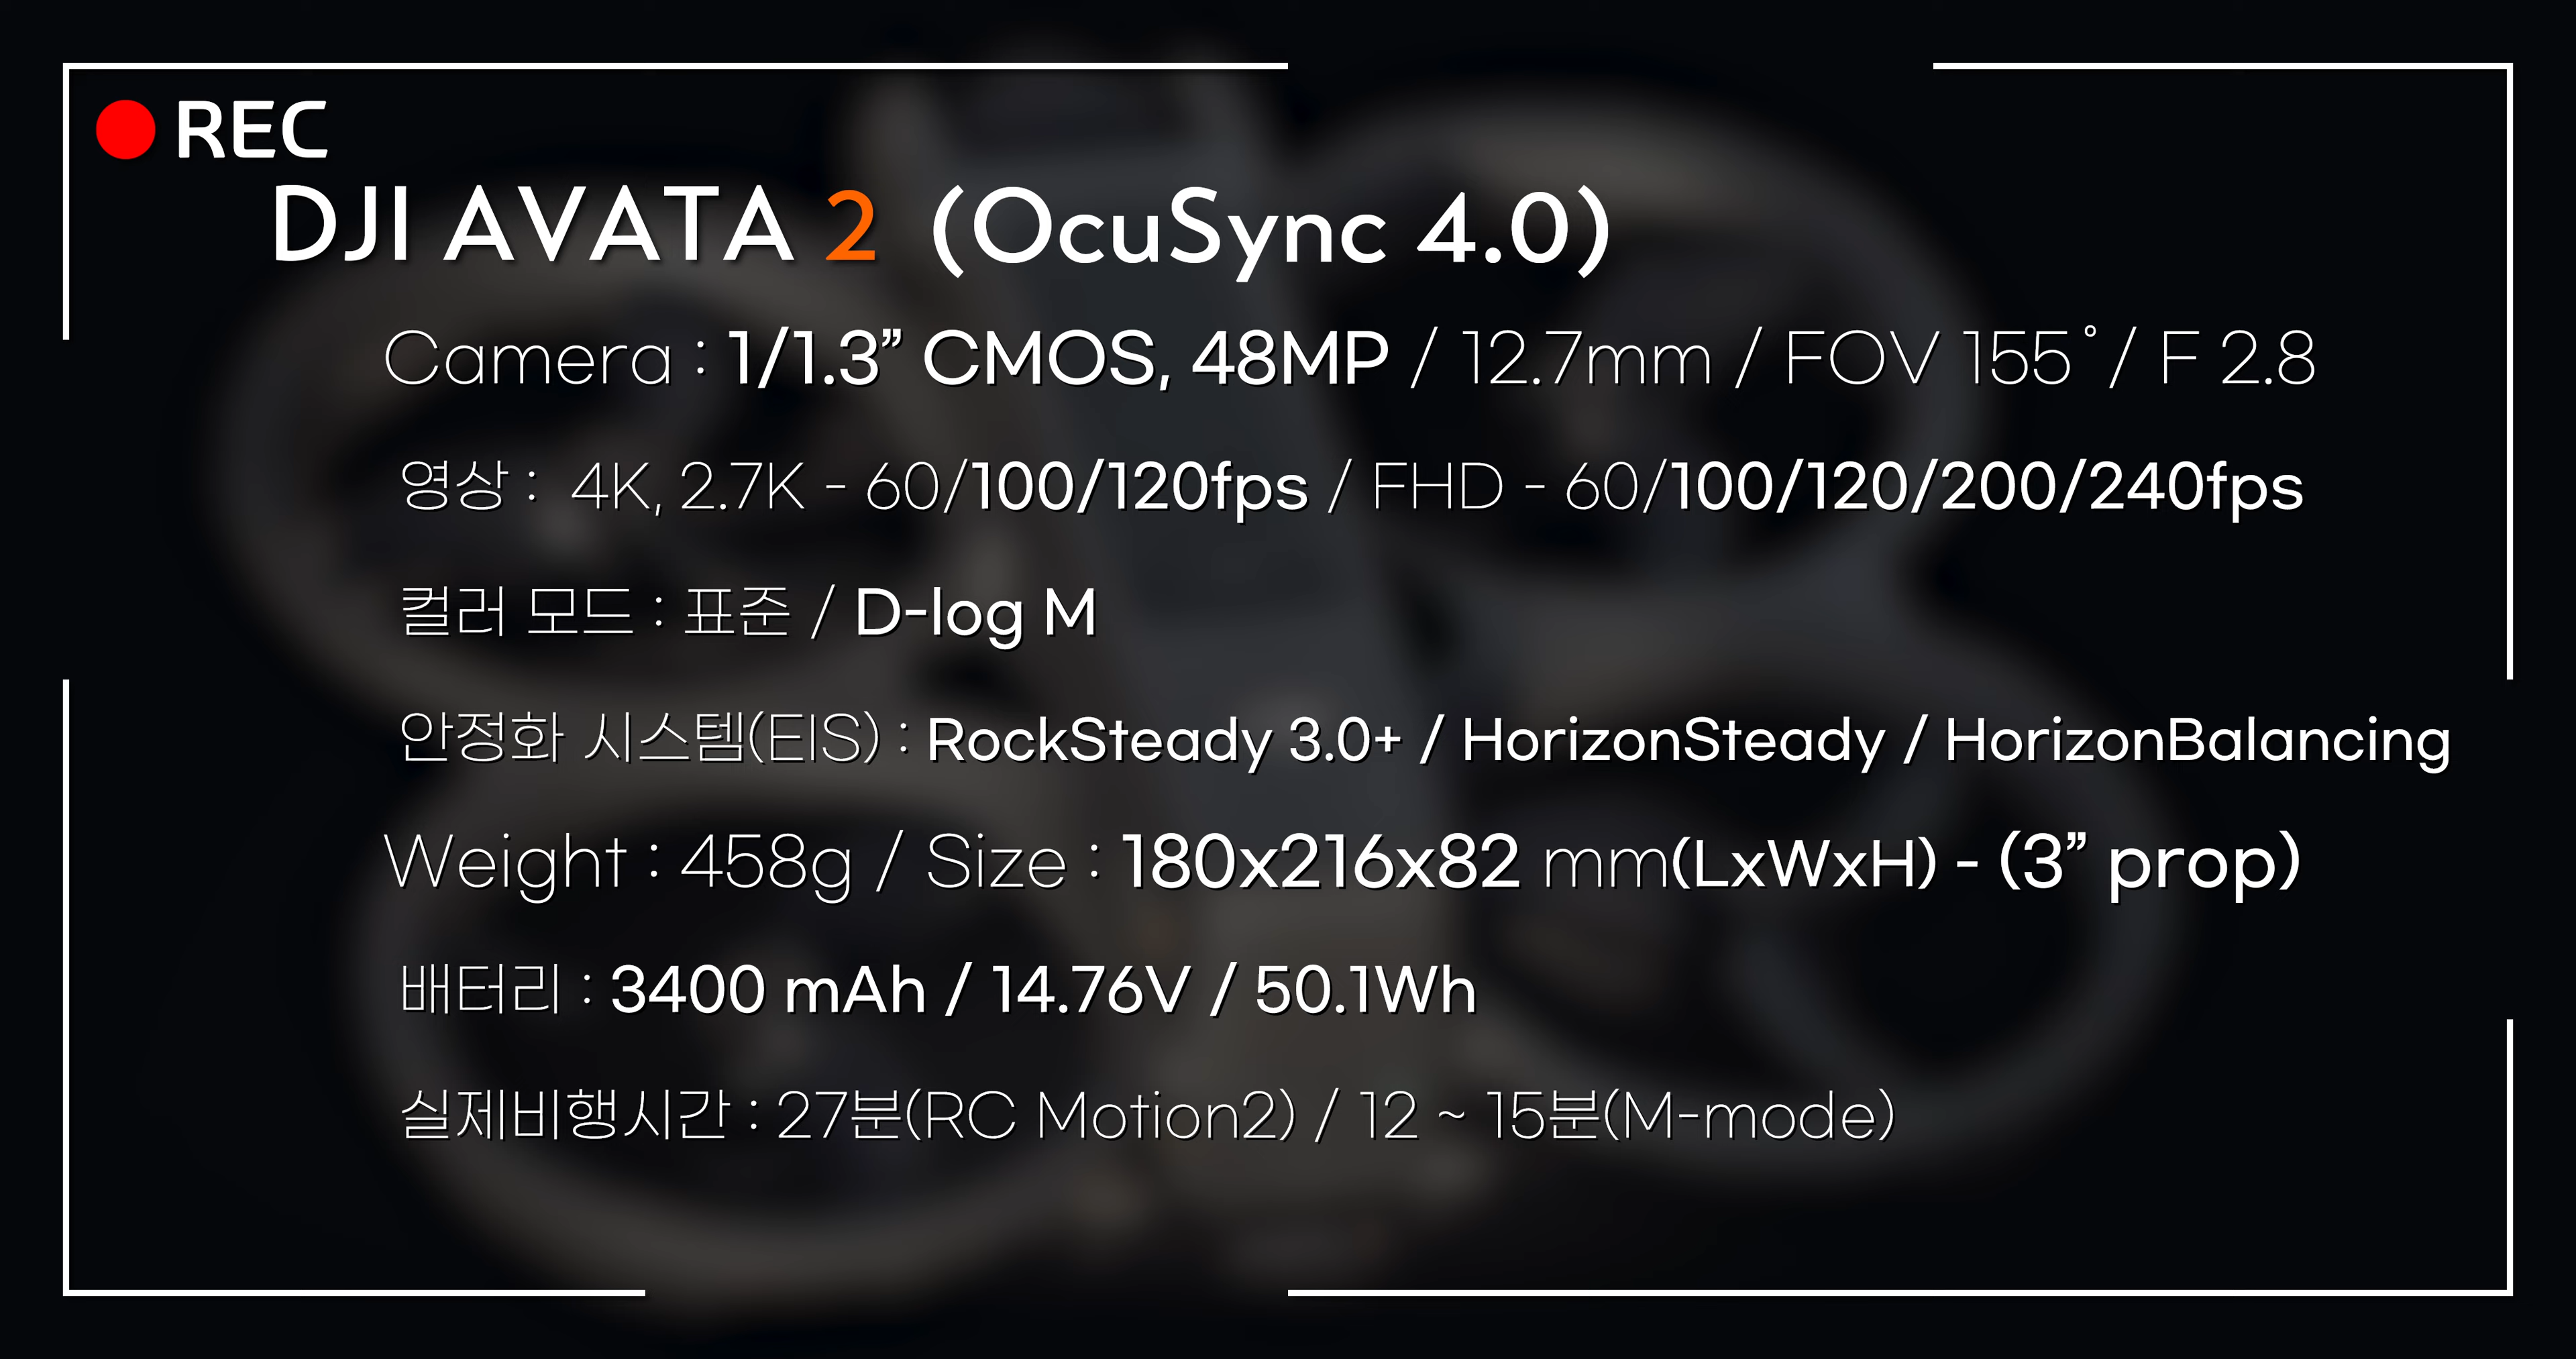 REC
DJI AVATA 2 (OcuSync 4.0)
Camera : 1/1.3” CMOS, 48MP / 12.7mm / FOV 155˚/ F 2.8
영상 : 4K, 2.7K - 60/100/120fps / FHD - 60/100/120/200/240fps
컬러 모드 : 표준 / D-log M
안정화 시스템(EIS) : RockSteady 3.0+ / HorizonSteady / HorizonBalancing
Weight : 458g / Size : 180x216x82 mm(LxWxH) - (3” prop)
배터리 : 3400 mAh / 14.76V / 50.1Wh
실제비행시간 : 27분(RC Motion2) / 12 ~ 15분(M-mode)